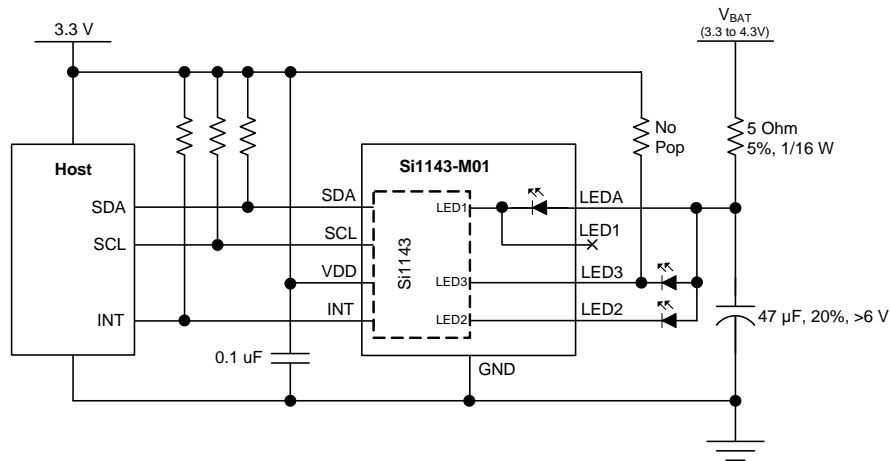 3.3 V
VBAT
(3.3 to 4.3V)
No
Pop
5 Ohm
5%, 1/16 W
Host
Si1143-M01
SDA
SDA
LED1
LEDA
SCL
SCL
LED1
Si1143
VDD
LED3
LED3
INT
INT
LED2
LED2
47 µF, 20%, >6 V
0.1 uF
GND